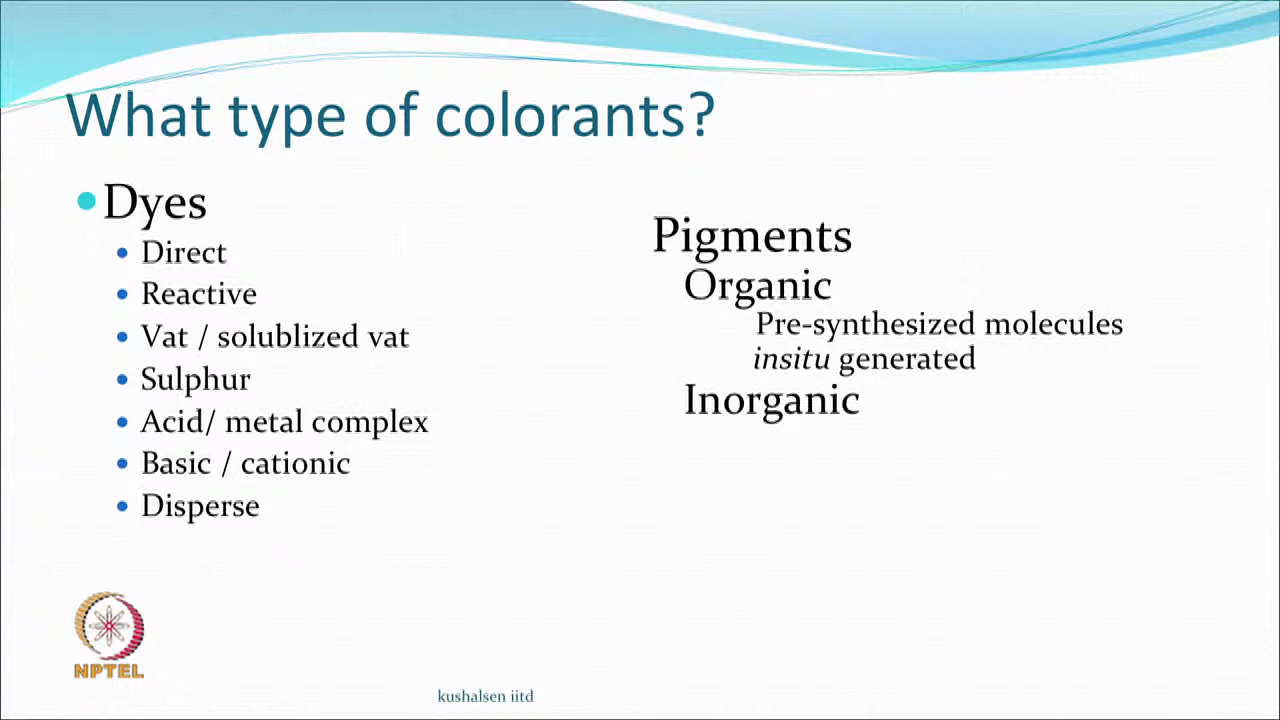 What type of colorants?
Dyes
Direct
Reactive
Vat / solublized vat
Sulphur
Acid/ metal complex
Basic / cationic
Disperse
Pigments
Organic
Pre-synthesized molecules
insitu generated
Inorganic
NPTEL
kushalsen iitd